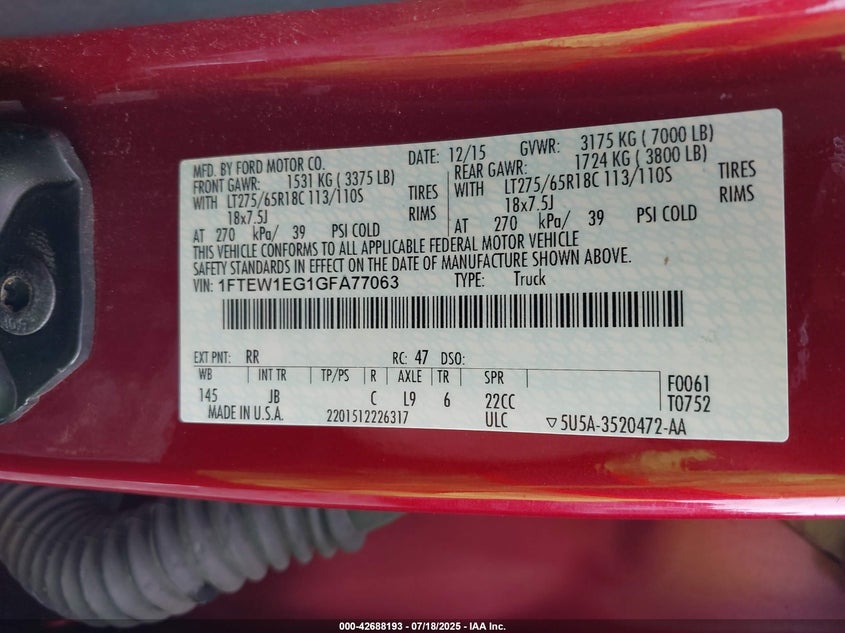 MFD. BY FORD MOTOR CO. DATE: 12/15 GVWR: 3175 KG ( 7000 LB)
FRONT GAWR: 1531 KG ( 3375 LB) REAR GAWR: 1724 KG ( 3800 LB)
WITH LT275/65R18C 113/110S TIRES WITH LT275/65R18C 113/110S TIRES
18x7.5J RIMS 18x7.5J RIMS
AT 270 kPa/ 39 PSI COLD AT 270 kPa/ 39 PSI COLD
THIS VEHICLE CONFORMS TO ALL APPLICABLE FEDERAL MOTOR VEHICLE
SAFETY STANDARDS IN EFFECT ON THE DATE OF MANUFACTURE SHOWN ABOVE.
VIN: 1FTEW1EG1GFA77063 TYPE: Truck
EXT PNT: RR RC: 47 DSO:
WB INT TR TP/PS R AXLE TR SPR F0061
145 JB C L9 6 22CC T0752
MADE IN U.S.A. 2201512226317 ULC ▽5U5A-3520472-AA
000-42688193 - 07/18/2025 - IAA Inc.